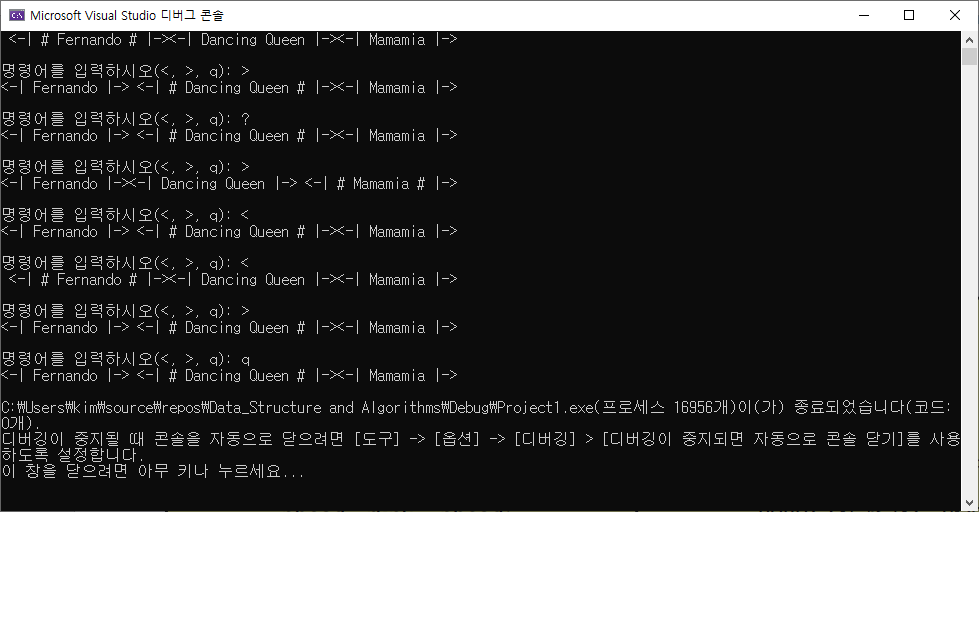 Microsoft Visual Studio 디버그 콘솔
<-| # Fernando # |-><-| Dancing Queen |-><-| Mamamia |->
명령어를 입력하시오(<, >, q): >
<-| Fernando |-> <-| # Dancing Queen # |-><-| Mamamia |->
명령어를 입력하시오(<, >, q): ?
<-| Fernando |-> <-| # Dancing Queen # |-><-| Mamamia |->
명령어를 입력하시오(<, >, q): >
<-| Fernando |-><-| Dancing Queen |-> <-| # Mamamia # |->
명령어를 입력하시오(<, >, q): <
<-| Fernando |-> <-| # Dancing Queen # |-><-| Mamamia |->
명령어를 입력하시오(<, >, q): <
<-| # Fernando # |-><-| Dancing Queen |-><-| Mamamia |->
명령어를 입력하시오(<, >, q): >
<-| Fernando |-> <-| # Dancing Queen # |-><-| Mamamia |->
명령어를 입력하시오(<, >, q): q
<-| Fernando |-> <-| # Dancing Queen # |-><-| Mamamia |->
C:₩Users₩kim₩source₩repos₩Data_Structure and Algorithms₩Debug₩Project1.exe(프로세스 16956개)이(가) 종료되었습니다(코드:
0개).
디버깅이 중지될 때 콘솔을 자동으로 닫으려면 [도구] -> [옵션] -> [디버깅] > [디버깅이 중지되면 자동으로 콘솔 닫기]를 사용
하도록 설정합니다.
이 창을 닫으려면 아무 키나 누르세요...